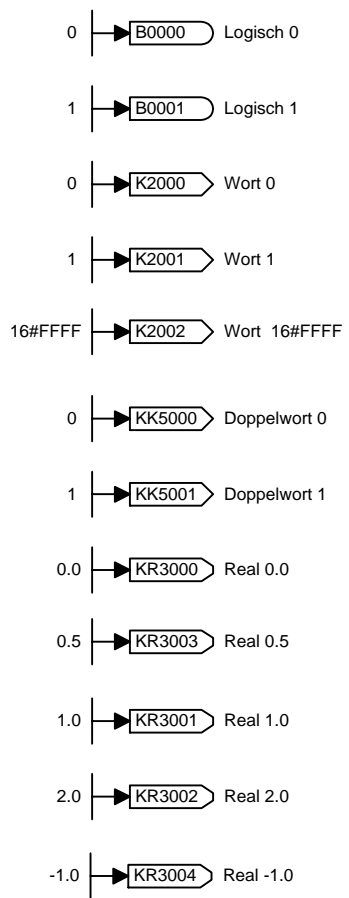 0 B0000 Logisch 0
1 B0001 Logisch 1
0 K2000 Wort 0
1 K2001 Wort 1
16#FFFF K2002 Wort 16#FFFF
0 KK5000 Doppelwort 0
1 KK5001 Doppelwort 1
0.0 KR3000 Real 0.0
0.5 KR3003 Real 0.5
1.0 KR3001 Real 1.0
2.0 KR3002 Real 2.0
-1.0 KR3004 Real -1.0